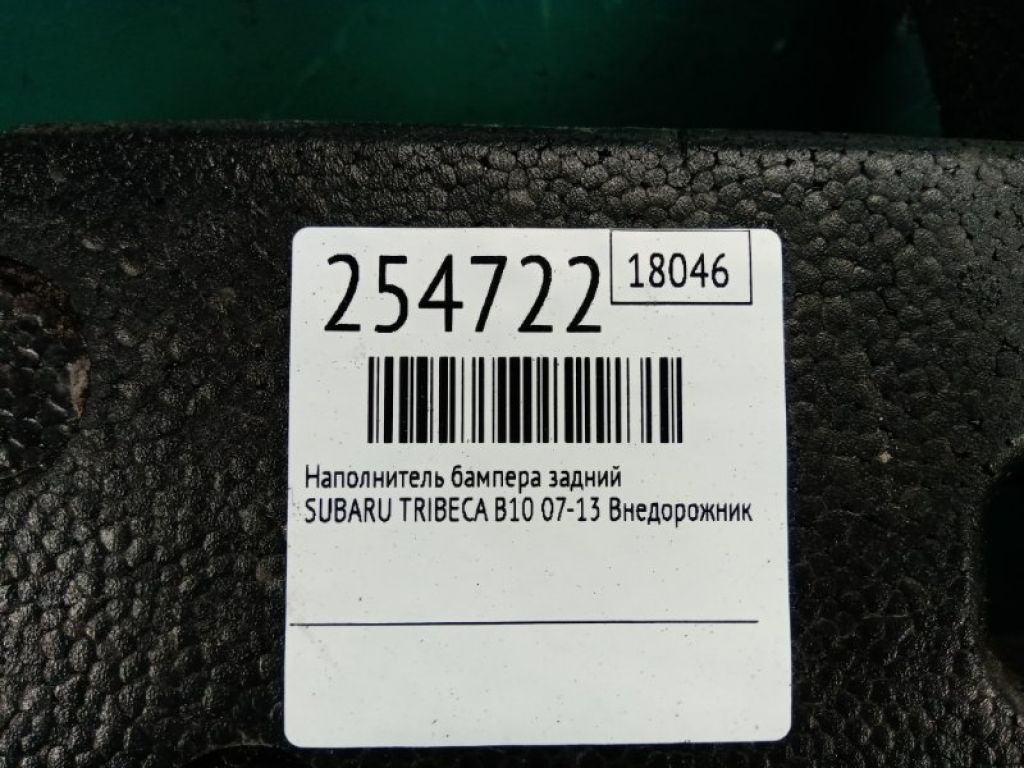 254722
18046
Наполнитель бампера задний
SUBARU TRIBECA B10 07-13 Внедорожник